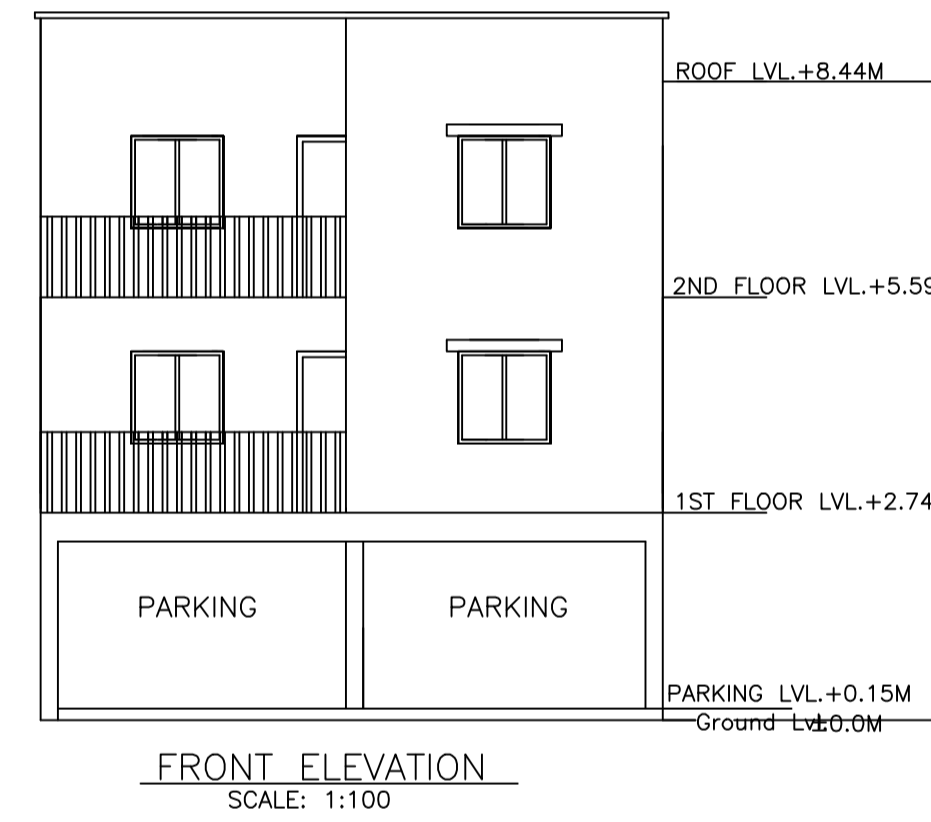 ROOF LVL.+8.44M
2ND FLOOR LVL.+5.59
1ST FLOOR LVL.+2.74
PARKING PARKING
PARKING LVL.+0.15M
Ground Lvl±0.0M
FRONT ELEVATION
SCALE: 1:100